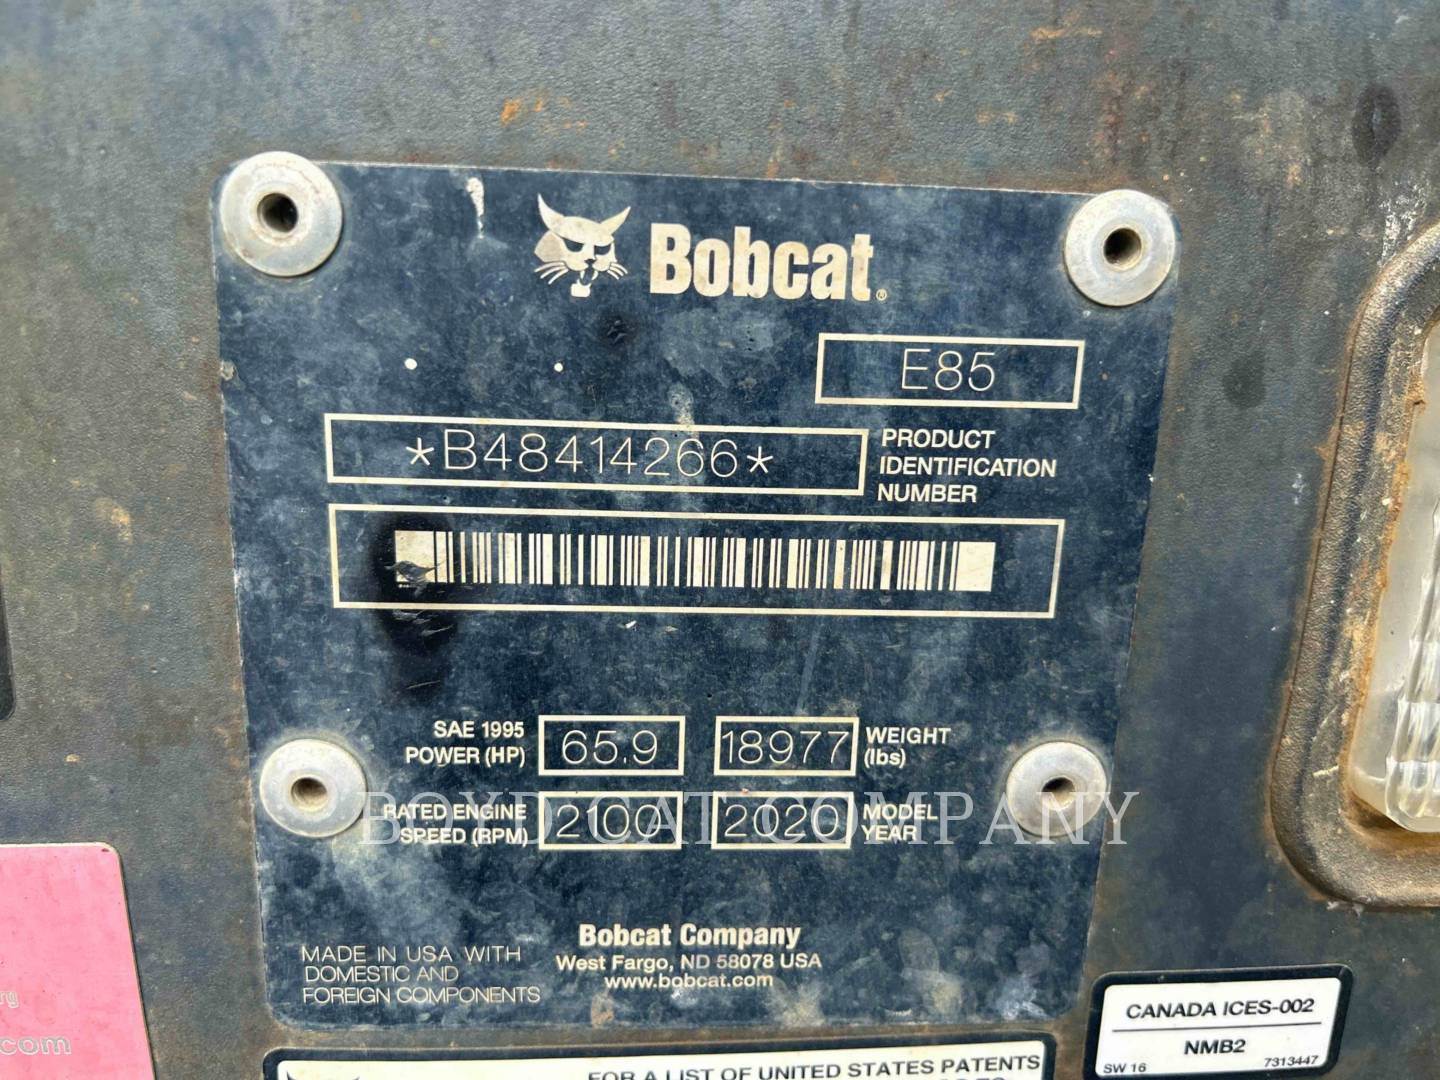 Bobcat®
E85
*B48414266*
PRODUCT
IDENTIFICATION
NUMBER
SAE 1995
POWER (HP)
65.9
18977
WEIGHT
(lbs)
RATED ENGINE
SPEED (RPM)
2100
2020
MODEL
YEAR
BOYD CAT COMPANY
MADE IN USA WITH
DOMESTIC AND
FOREIGN COMPONENTS
Bobcat Company
West Fargo, ND 58078 USA
www.bobcat.com
CANADA ICES-002
NMB2
SW 16
7313447
FOR A LIST OF UNITED STATES PATENTS